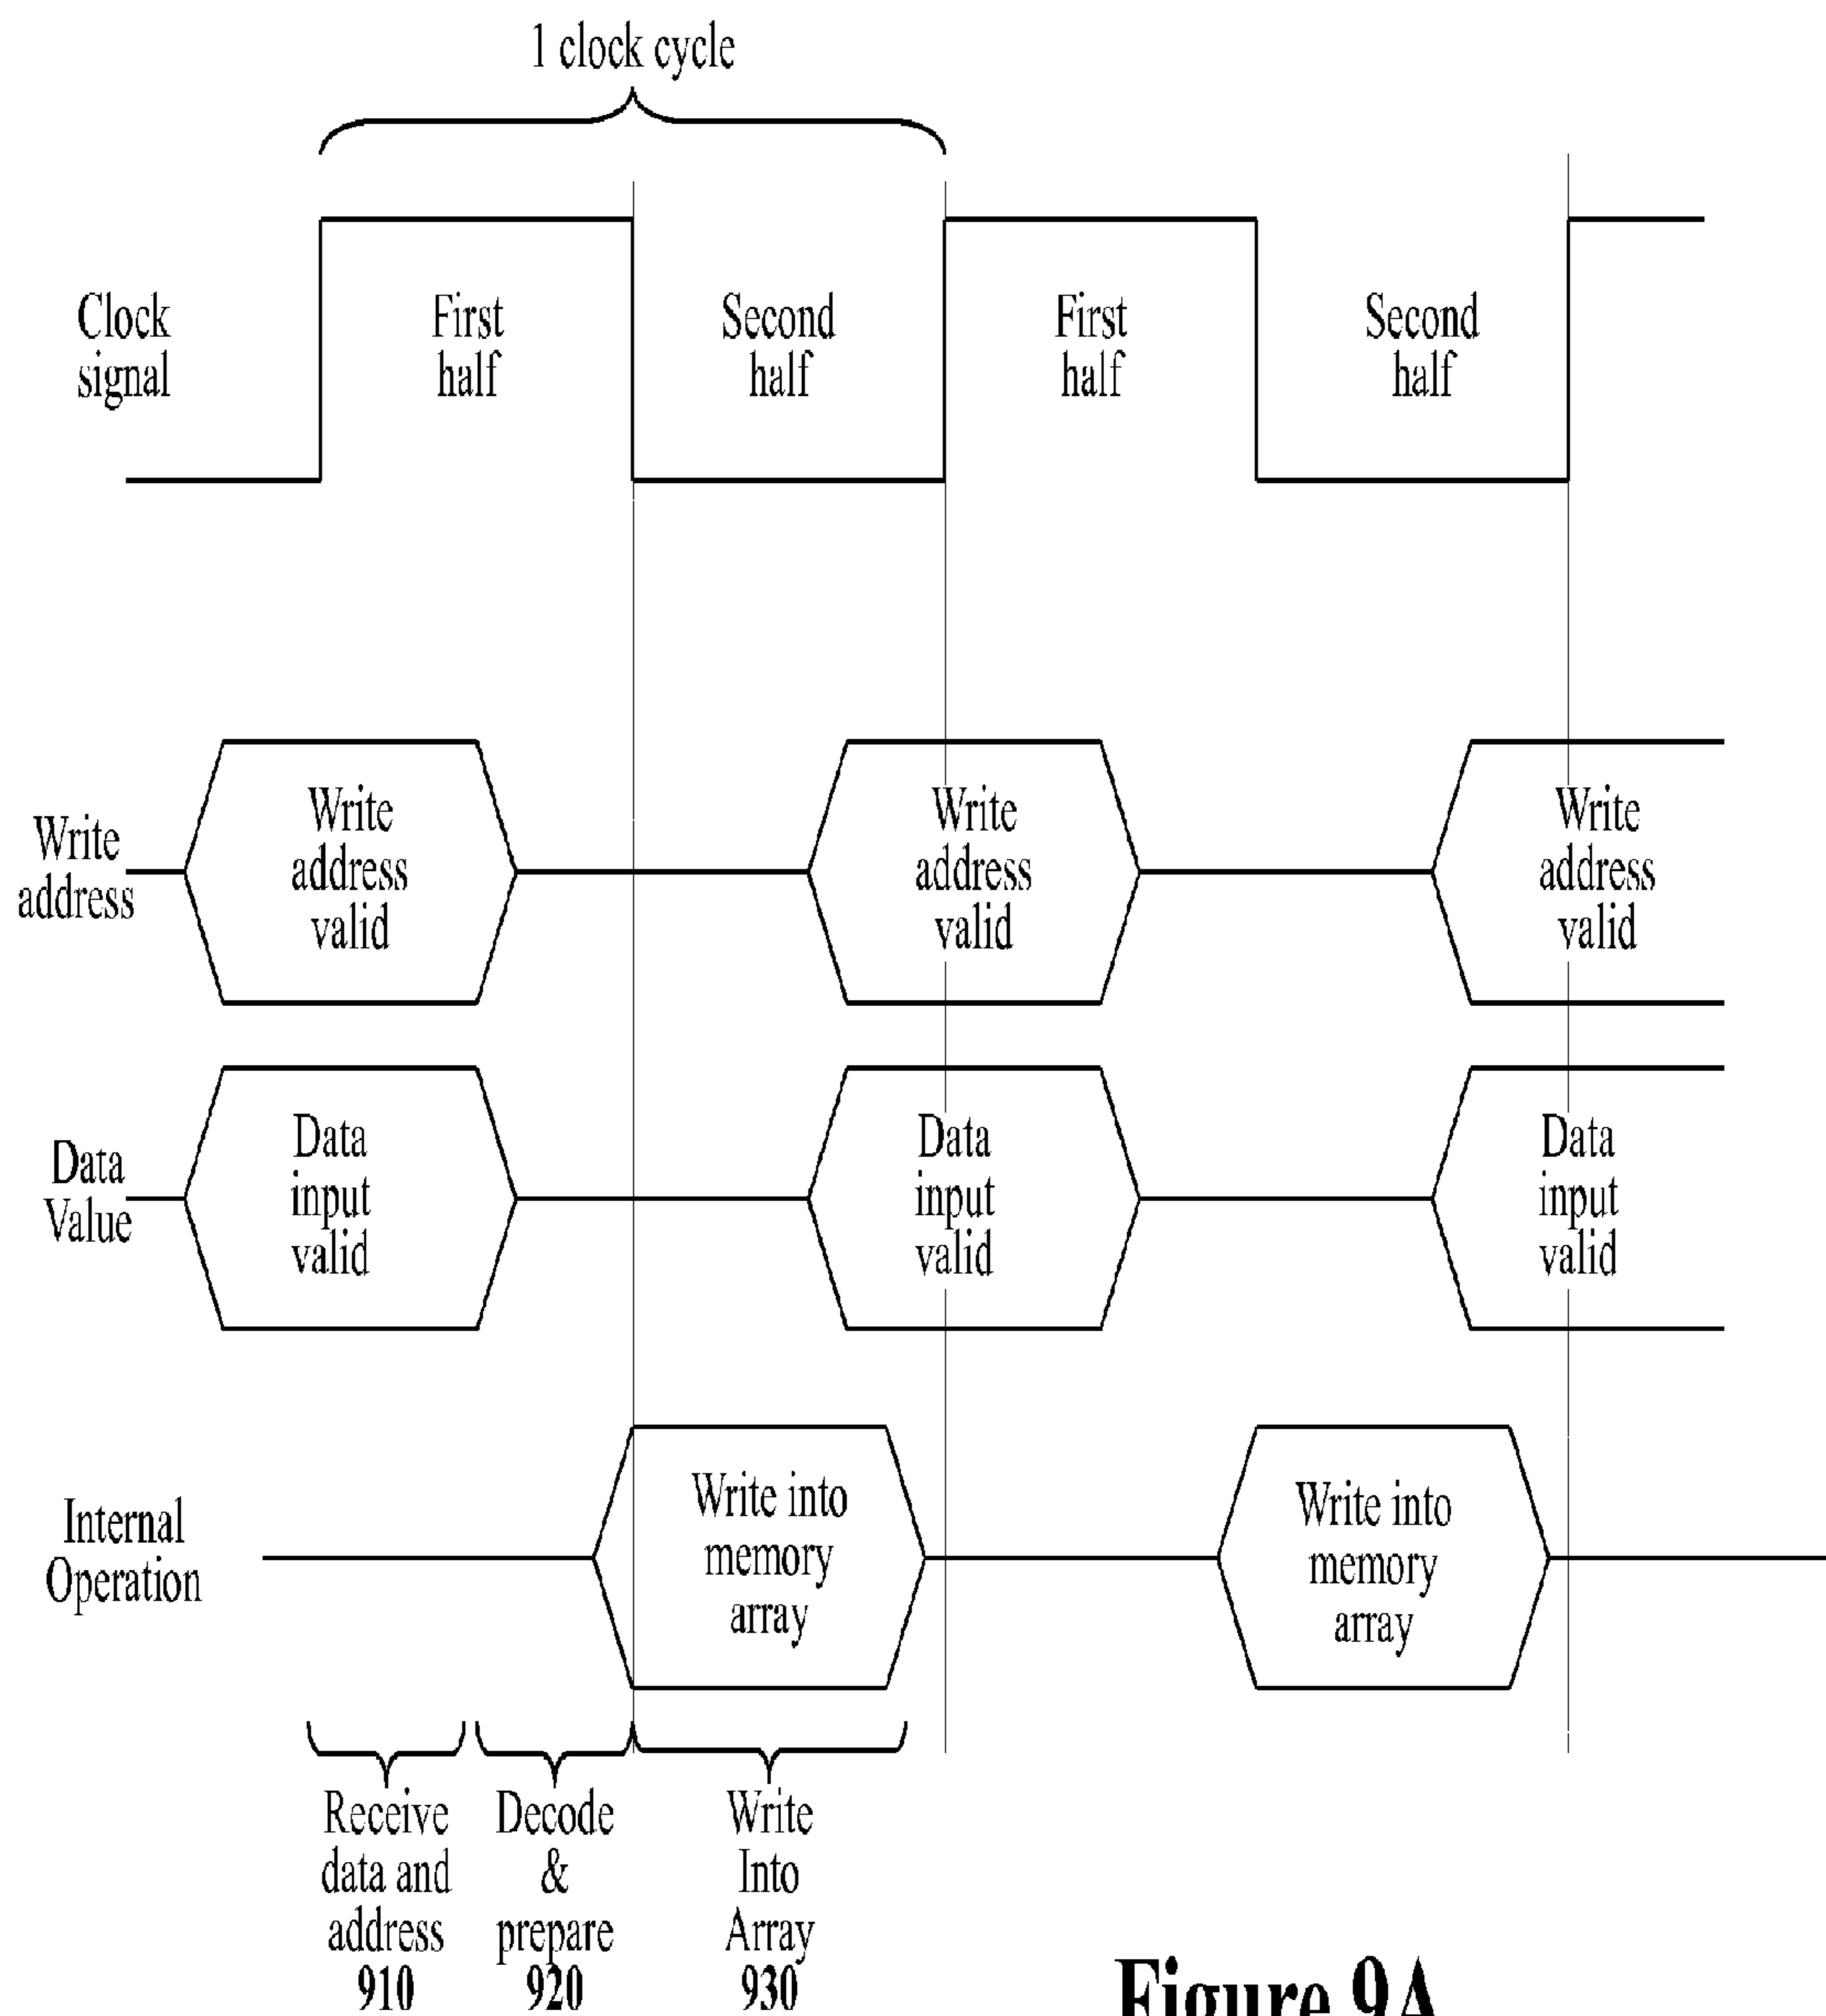 1 clock cycle
Clock
signal
First
half
Second
half
First
half
Second
half
Write
address
Write
address
valid
Write
address
valid
Write
address
valid
Data
Value
Data
input
valid
Data
input
valid
Data
input
valid
Internal
Operation
Write into
memory
array
Write into
memory
array
Receive
data and
address
910
Decode
&
prepare
920
Write
Into
Array
930
Figure 9A